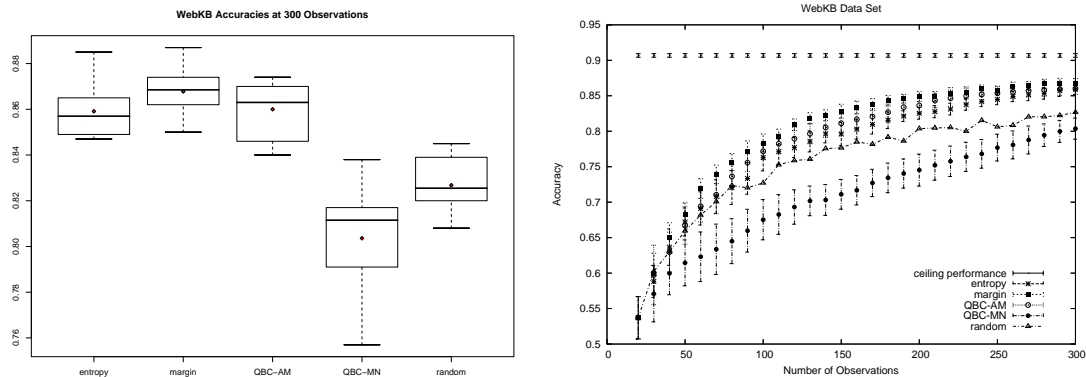 WebKB Accuracies at 300 Observations
0.88
0.86
0.84
0.82
0.80
0.76
entropy
margin
QBC−AM
QBC−MN
random
WebKB Data Set
0.95
0.9
0.85
0.8
0.75
0.7
0.65
0.6
0.55
0.5
Accuracy
ceiling performance
entropy
margin
QBC-AM
QBC-MN
random
0
50
100
150
200
250
300
Number of Observations